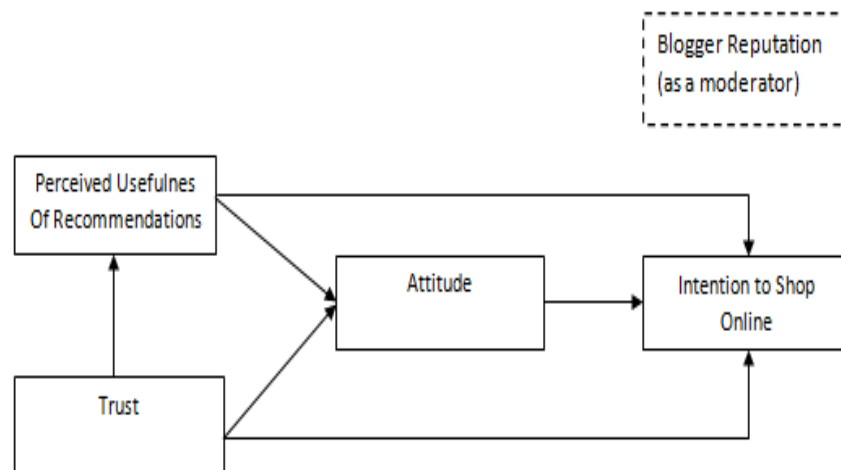 Blogger Reputation
(as a moderator)
Perceived Usefulnes
Of Recommendations
Attitude
Intention to Shop
Online
Trust